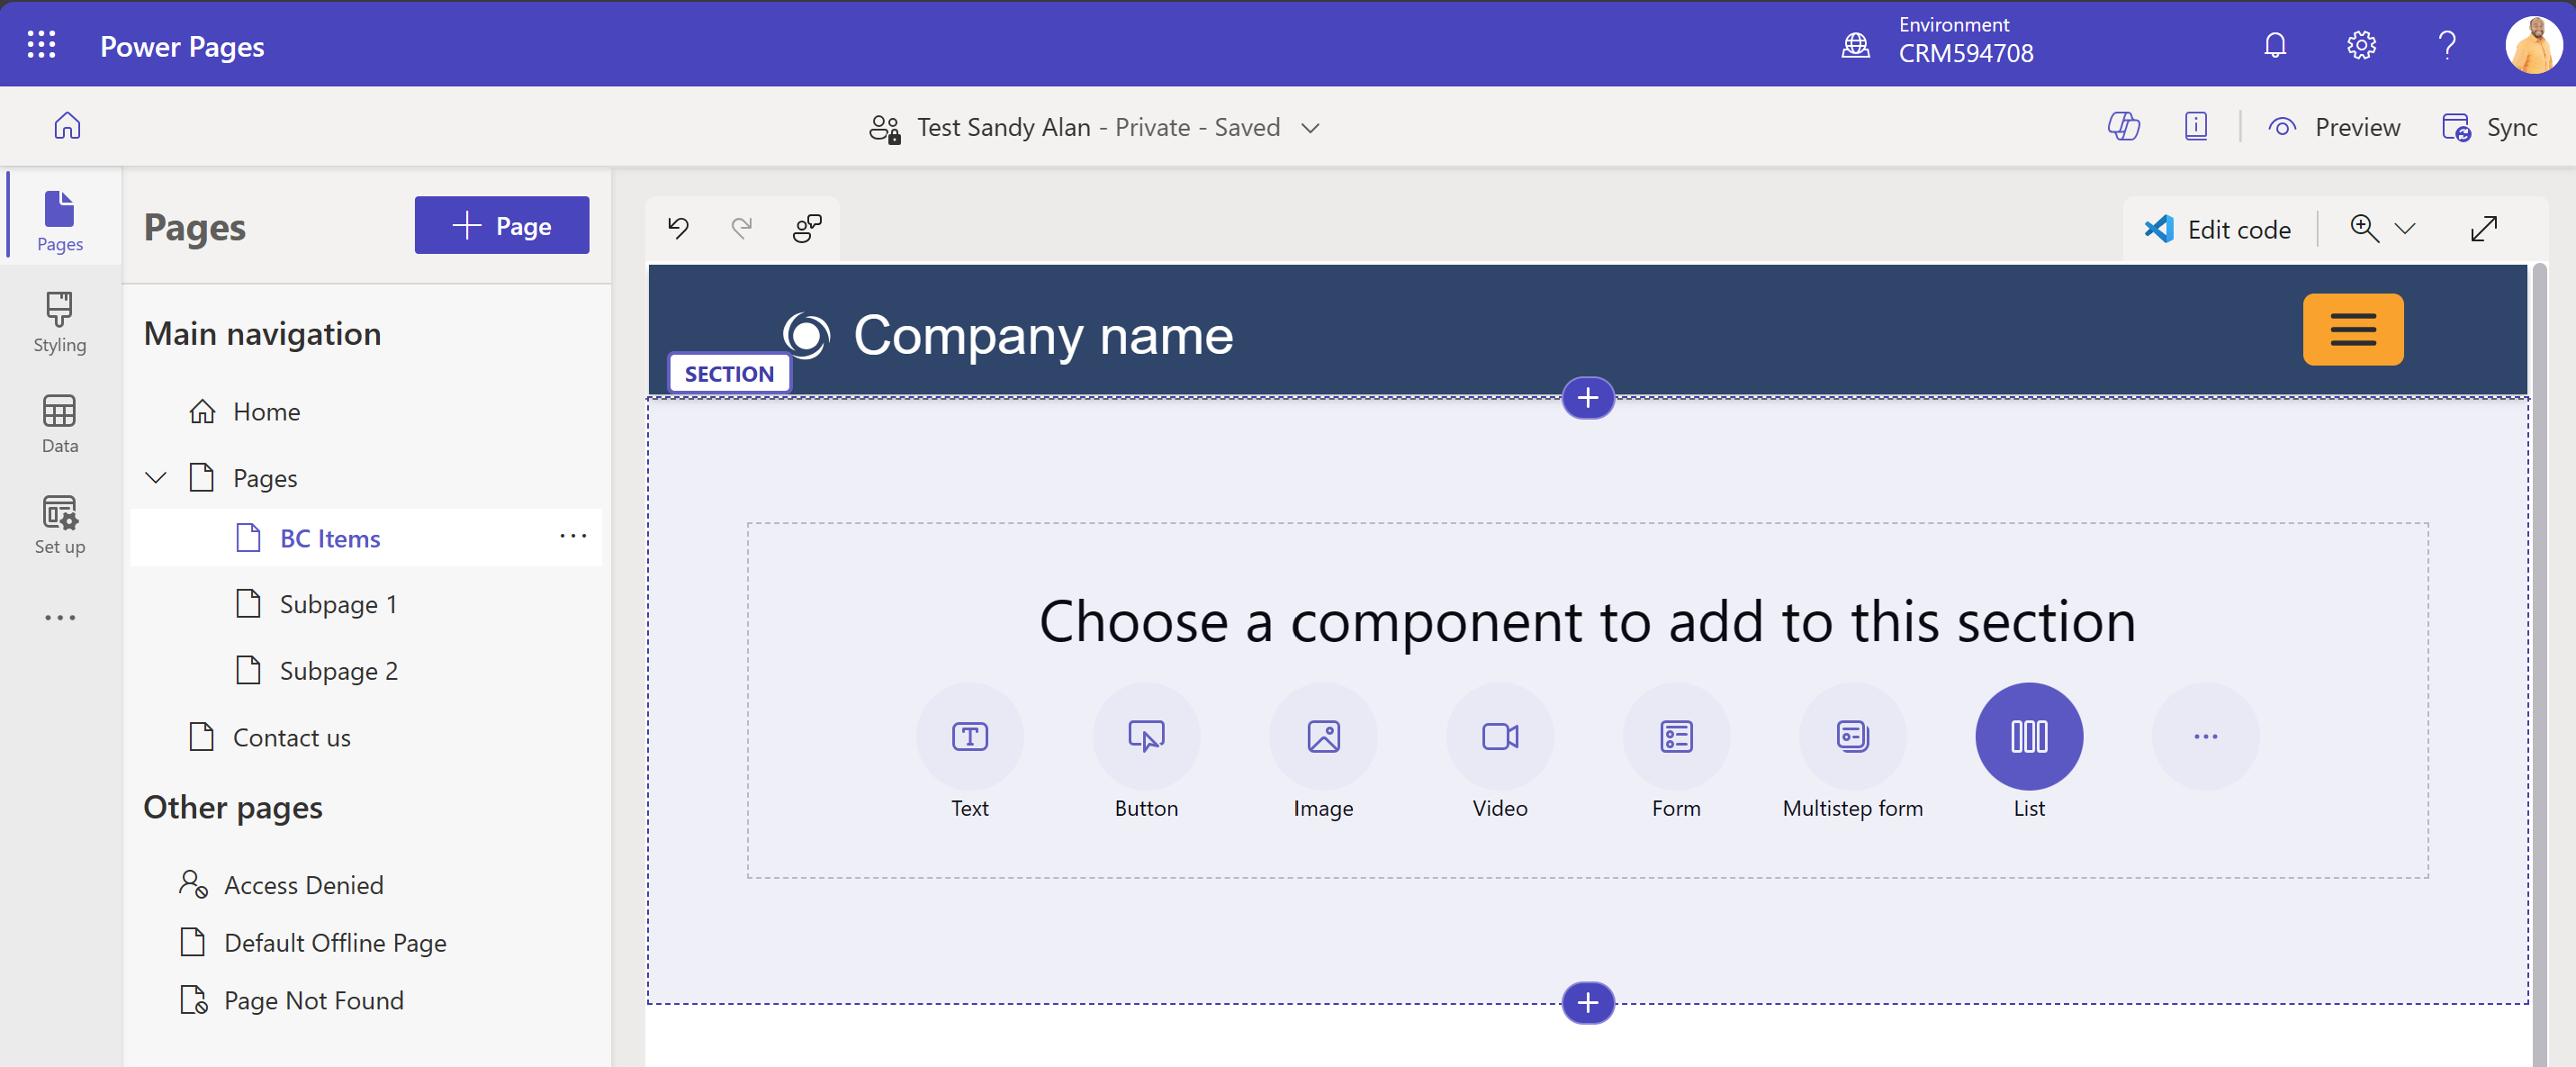 Power Pages
Environment
CRM594708
Test Sandy Alan - Private - Saved
Preview
Sync
Pages
Styling
Data
Set up
Pages
Page
Main navigation
Home
Pages
BC Items
Subpage 1
Subpage 2
Contact us
Other pages
Access Denied
Default Offline Page
Page Not Found
Edit code
Company name
SECTION
Choose a component to add to this section
Text
Button
Image
Video
Form
Multistep form
List